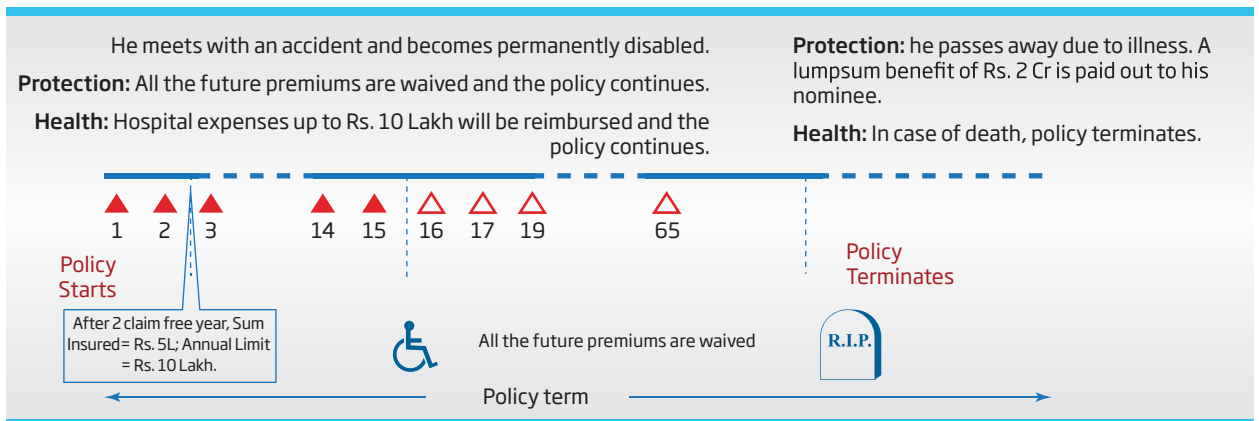 He meets with an accident and becomes permanently disabled.
Protection: All the future premiums are waived and the policy continues.
Health: Hospital expenses up to Rs. 10 Lakh will be reimbursed and the
policy continues.
Protection: he passes away due to illness. A
lumpsum benefit of Rs. 2 Cr is paid out to his
nominee.
Health: In case of death, policy terminates.
1 2 3 14 15 16 17 19 65
Policy
Starts
Policy
Terminates
After 2 claim free year, Sum
Insured= Rs. 5L; Annual Limit
= Rs. 10 Lakh.
All the future premiums are waived
R.I.P.
Policy term